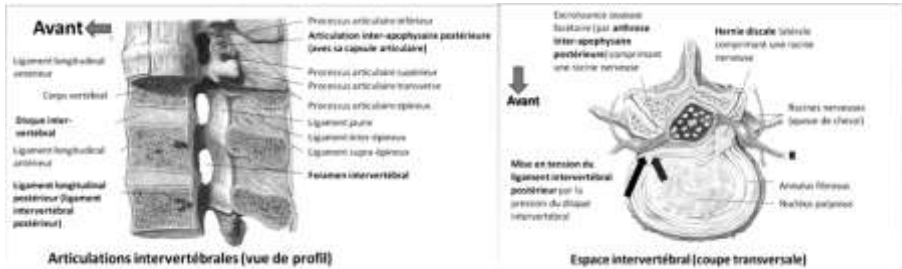 Avant
Processus articulaire inférieur
Articulation inter-apophysaire postérieure
(avec sa capsule articulaire)
Ligament longitudinal
antérieur
Processus articulaire supérieur
Processus articulaire transverse
Corps vertébral
Processus articulaire épineux
Disque inter-
vertébral
Ligament jaune
Ligament inter-épineux
Ligament longitudinal
antérieur
Ligament supra-épineux
Foramen intervertébral
Ligament longitudinal
postérieur (ligament
intervertébral
postérieur)
Articulations intervertébrales (vue de profil)
Excroissance osseuse
facétaire (par arthrose
inter-apophysaire
postérieure) comprimant
une racine nerveuse
Hernie discale latérale
comprimant une racine
nerveuse
Avant
Racines nerveuses
(queue de cheval)
Mise en tension du
ligament intervertébral
postérieur par la
pression du disque
intervertébral
Annulus fibrosus
Nucleus pulposus
Espace intervertébral (coupe transversale)